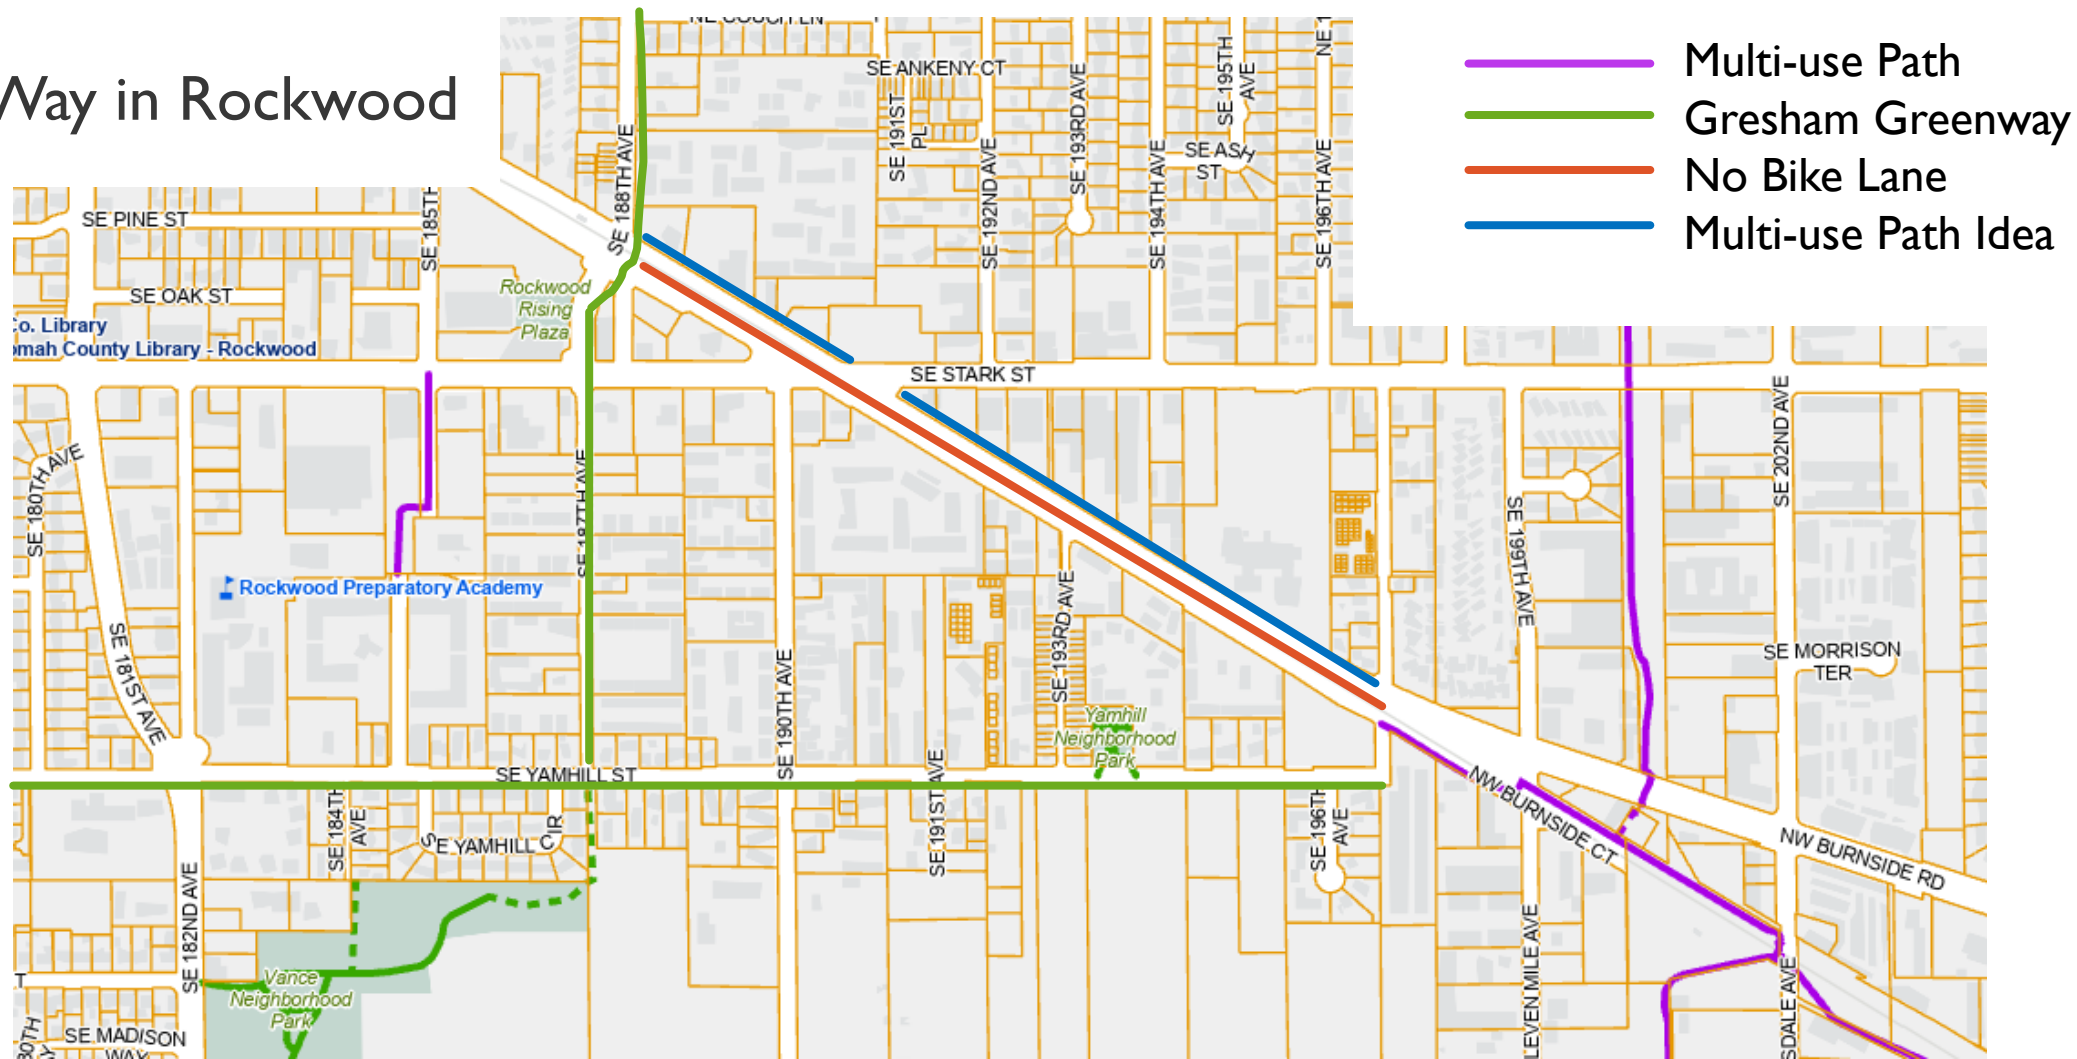 Way in Rockwood
Multi-use Path
Gresham Greenway
No Bike Lane
Multi-use Path Idea
NE COUCH LN
SE ANKENY CT
SE 191ST
PL
SE 192ND AVE
SE 193RD AVE
SE 194TH AVE
SE 195TH
AVE
SE ASH
ST
SE 196TH AVE
SE 188TH AVE
SE PINE ST
SE 185TH
SE OAK ST
Rockwood
Rising
Plaza
Co. Library
omah County Library - Rockwood
SE STARK ST
SE 180TH AVE
SE 187TH AVE
SE 202ND AVE
SE 199TH AVE
Rockwood Preparatory Academy
SE 181ST AVE
SE 190TH AVE
SE 193RD AVE
SE MORRISON
TER
Yamhill
Neighborhood
Park
SE YAMHILL ST
SE 191ST AVE
SE 184TH
AVE
SE YAMHILL CIR
SE 196TH
AVE
NW BURNSIDE CT
NW BURNSIDE RD
SE 182ND AVE
Vance
Neighborhood
Park
LEVEN MILE AVE
SDALE AVE
SE MADISON
WAY